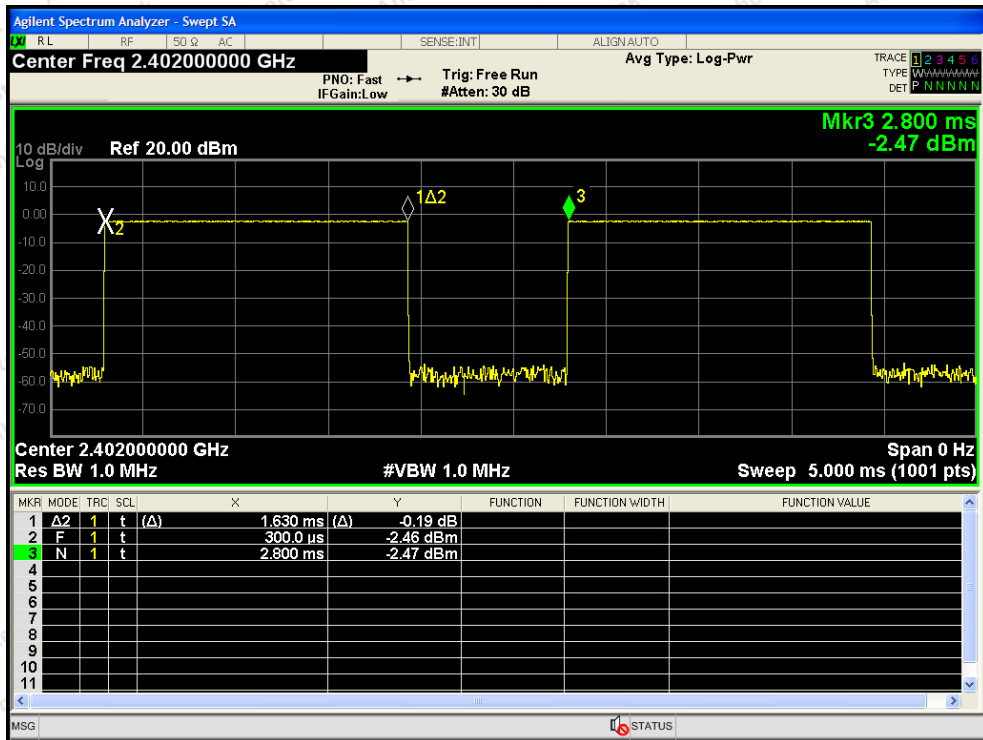 Agilent Spectrum Analyzer - Swept SA
LXI RL RF 50 Ω AC SENSE:INT ALIGNAUTO
Center Freq 2.402000000 GHz
PNO: Fast
IFGain:Low
Trig: Free Run
#Atten: 30 dB
Avg Type: Log-Pwr
TRACE 1 2 3 4 5 6
TYPE WWWWWW
DET P N N N N N
Mkr3 2.800 ms
-2.47 dBm
10 dB/div Ref 20.00 dBm
Log
10.0
0.00
-10.0
-20.0
-30.0
-40.0
-50.0
-60.0
-70.0
2
1Δ2
3
Center 2.402000000 GHz Span 0 Hz
Res BW 1.0 MHz #VBW 1.0 MHz Sweep 5.000 ms (1001 pts)
MKR MODE TRC SCL X Y FUNCTION FUNCTION WIDTH FUNCTION VALUE
1 Δ2 1 t (Δ) 1.630 ms (Δ) -0.19 dB
2 F 1 t 300.0 µs -2.46 dBm
3 N 1 t 2.800 ms -2.47 dBm
4
5
6
7
8
9
10
11
MSG STATUS